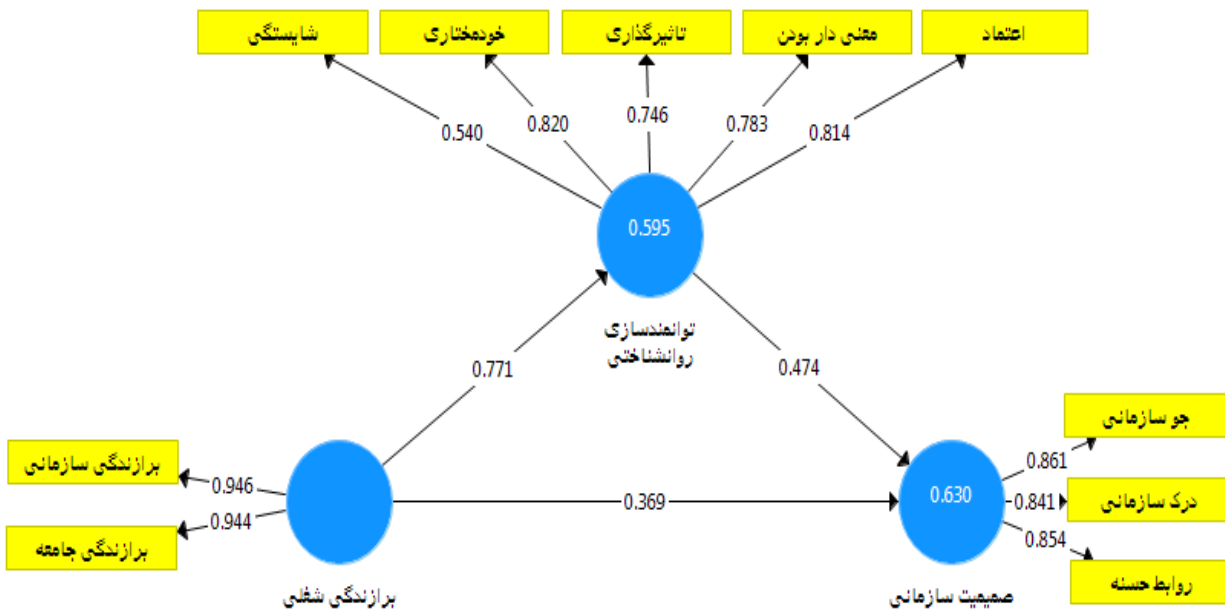 شایستگی
خودمختاری
تاثیرگذاری
معنی دار بودن
اعتماد
0.540
0.820
0.746
0.783
0.814
0.595
توانمندسازی
روانشناختی
0.771
0.474
برازندگی سازمانی
برازندگی جامعه
0.946
0.944
برازندگی شغلی
0.369
0.630
صمیمیت سازمانی
0.861
0.841
0.854
جو سازمانی
درک سازمانی
روابط حسنه